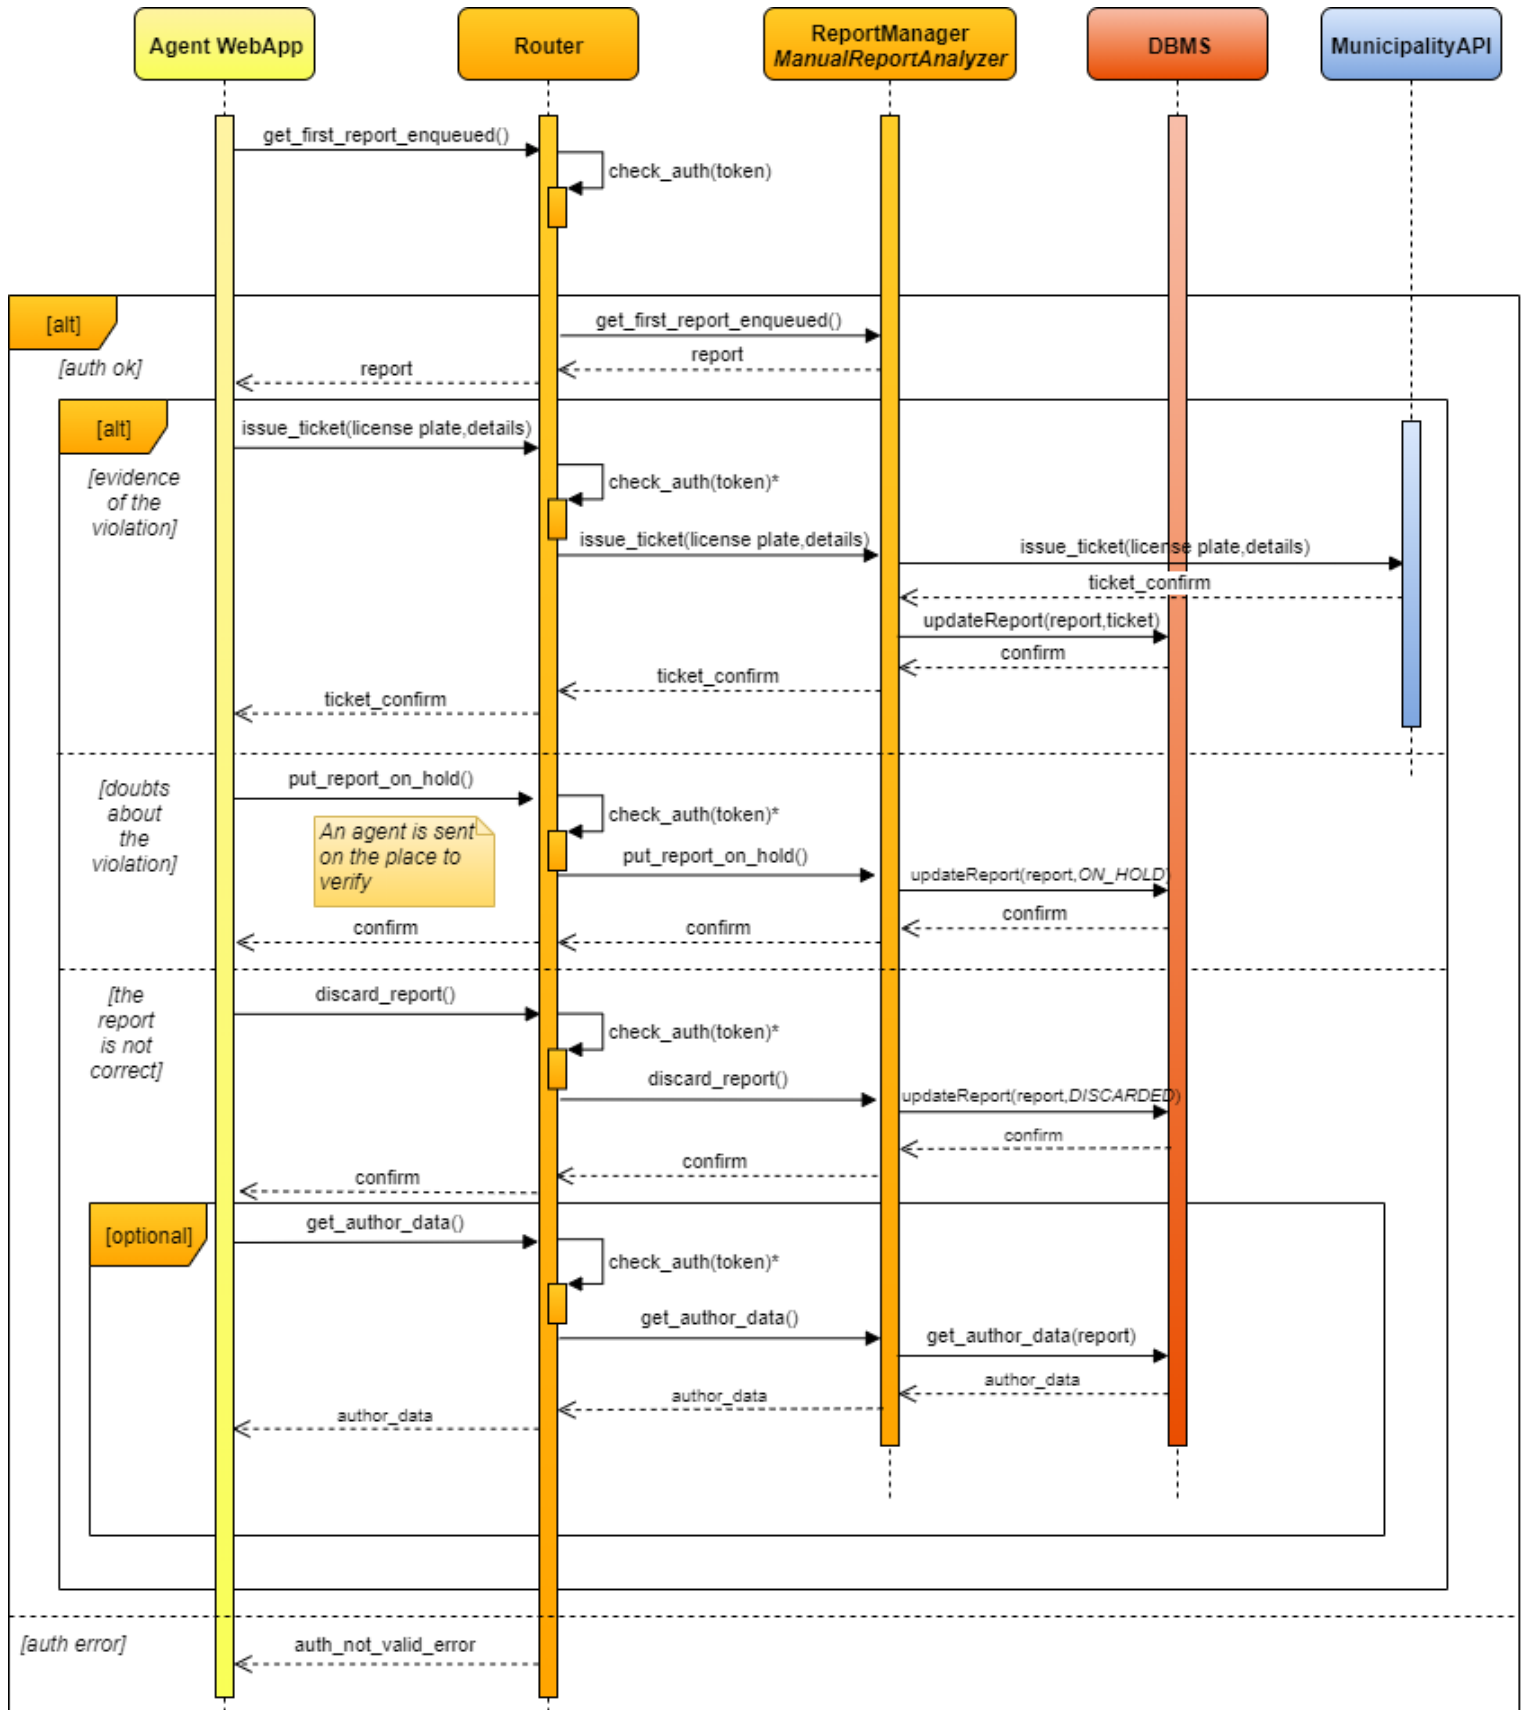 Agent WebApp
Router
ReportManager
ManualReportAnalyzer
DBMS
MunicipalityAPI
get_first_report_enqueued()
check_auth(token)
[alt]
[auth ok]
get_first_report_enqueued()
report
report
[alt]
[evidence
of the
violation]
issue_ticket(license plate,details)
check_auth(token)*
issue_ticket(license plate,details)
issue_ticket(license plate,details)
ticket_confirm
updateReport(report,ticket)
confirm
ticket_confirm
ticket_confirm
[doubts
about
the
violation]
put_report_on_hold()
An agent is sent
on the place to
verify
check_auth(token)*
put_report_on_hold()
updateReport(report,ON_HOLD)
confirm
confirm
confirm
[the
report
is not
correct]
discard_report()
check_auth(token)*
discard_report()
updateReport(report,DISCARDED)
confirm
confirm
confirm
[optional]
get_author_data()
check_auth(token)*
get_author_data()
get_author_data(report)
author_data
author_data
author_data
[auth error]
auth_not_valid_error